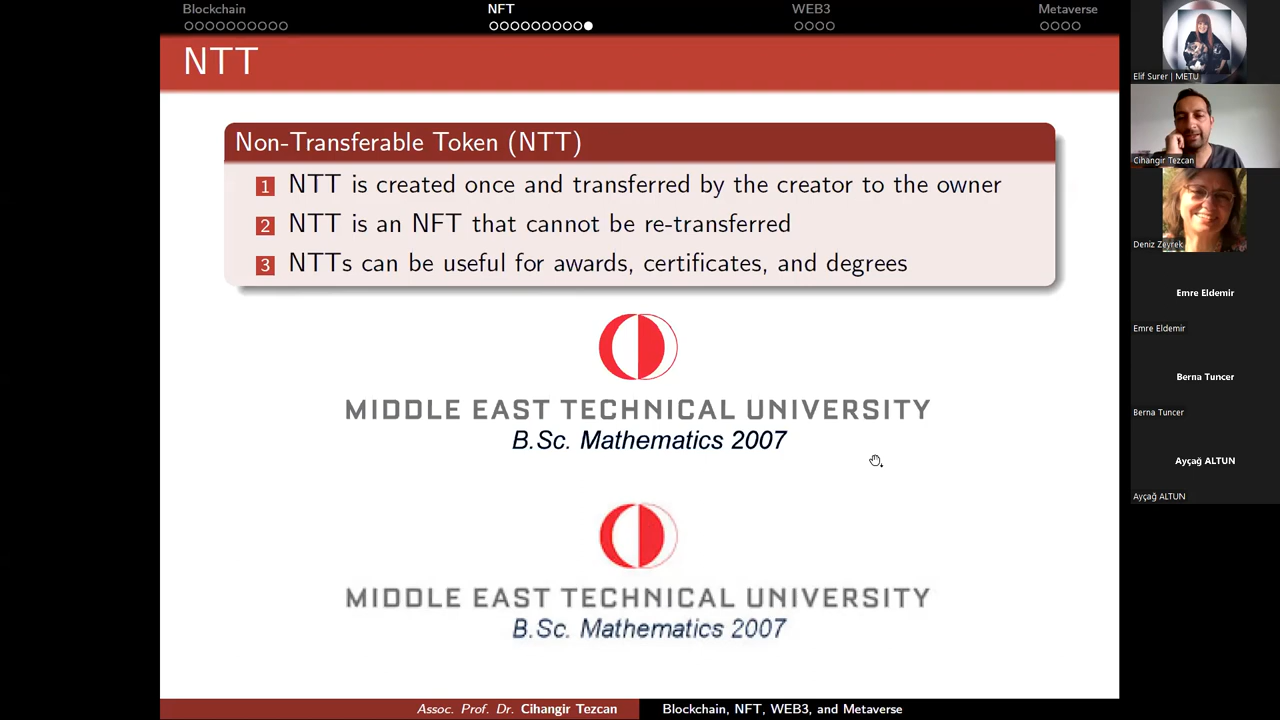 Blockchain NFT WEB3 Metaverse
NTT
Non-Transferable Token (NTT)
1 NTT is created once and transferred by the creator to the owner
2 NTT is an NFT that cannot be re-transferred
3 NTTs can be useful for awards, certificates, and degrees
MIDDLE EAST TECHNICAL UNIVERSITY
B.Sc. Mathematics 2007
MIDDLE EAST TECHNICAL UNIVERSITY
B.Sc. Mathematics 2007
Assoc. Prof. Dr. Cihangir Tezcan Blockchain, NFT, WEB3, and Metaverse
Elif Surer | METU
Cihangir Tezcan
Deniz Zeyrek
Emre Eldemir
Emre Eldemir
Berna Tuncer
Berna Tuncer
Ayçağ ALTUN
Ayçağ ALTUN